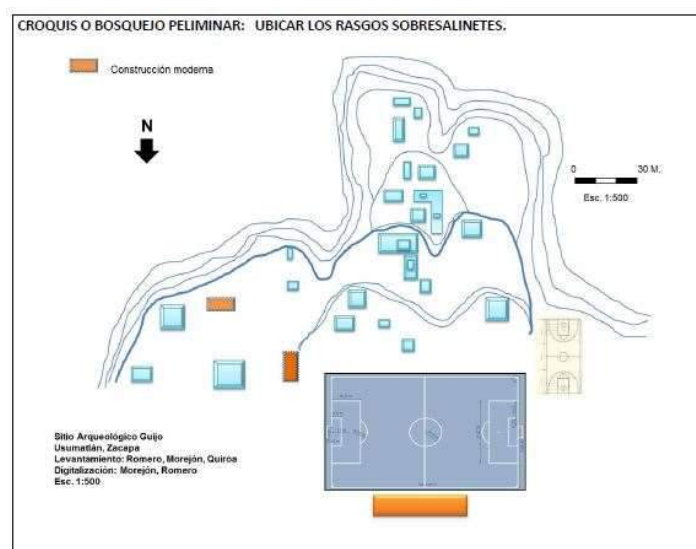 CROQUIS O BOSQUEJO PELIMINAR: UBICAR LOS RASGOS SOBRESALINETES.
Construcción moderna
N
0 30 M.
Esc. 1:500
Sitio Arqueológico Guijo
Usumatlán, Zacapa
Levantamiento: Romero, Morejón, Quiroa
Digitalización: Morejón, Romero
Esc. 1:500